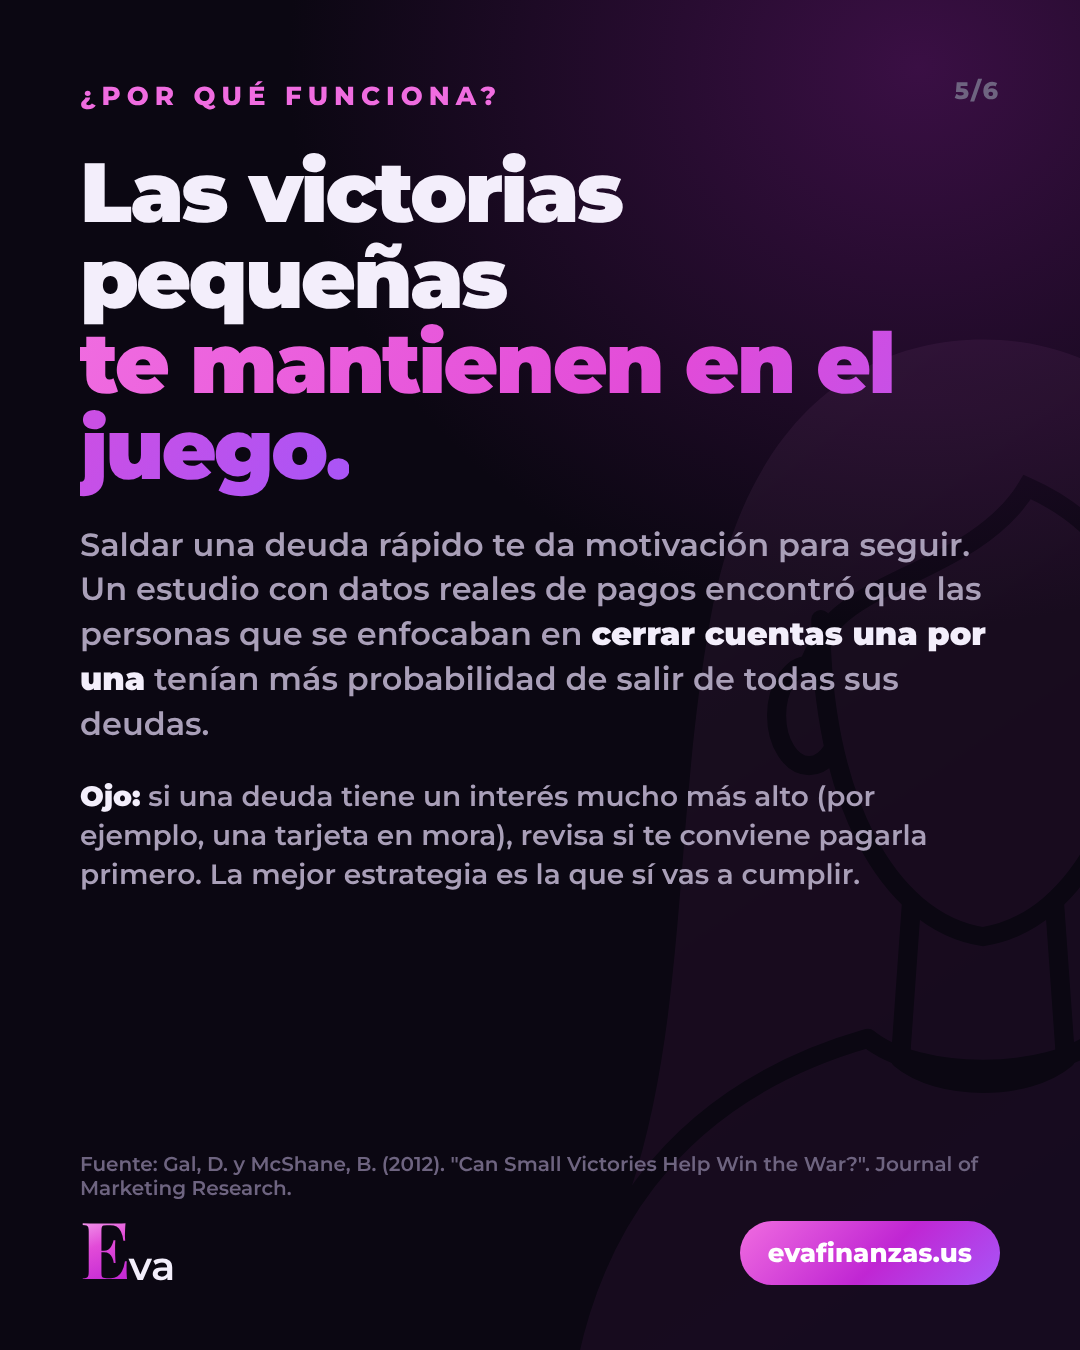 ¿POR QUÉ FUNCIONA?
5/6
Las victorias
pequeñas
te mantienen en el
juego.
Saldar una deuda rápido te da motivación para seguir.
Un estudio con datos reales de pagos encontró que las
personas que se enfocaban en cerrar cuentas una por
una tenían más probabilidad de salir de todas sus
deudas.
Ojo: si una deuda tiene un interés mucho más alto (por
ejemplo, una tarjeta en mora), revisa si te conviene pagarla
primero. La mejor estrategia es la que sí vas a cumplir.
Fuente: Gal, D. y McShane, B. (2012). "Can Small Victories Help Win the War?". Journal of
Marketing Research.
Eva
evafinanzas.us